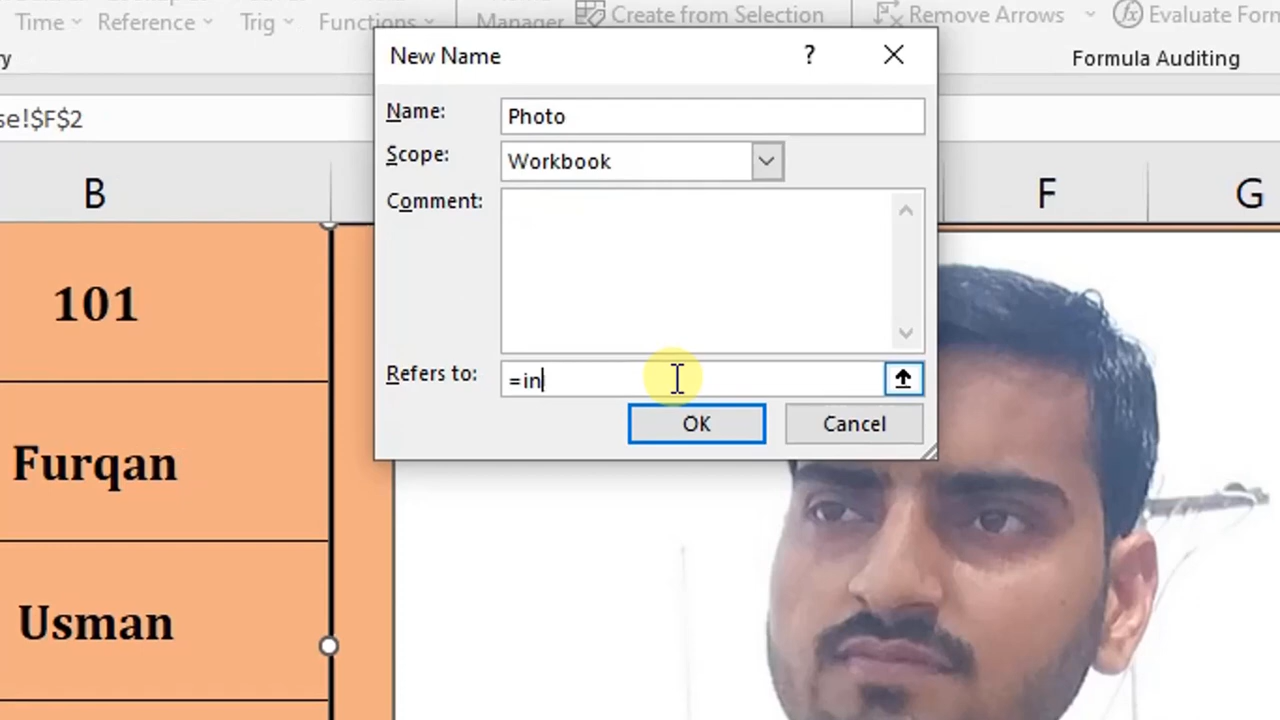 Time Reference Trig Functions Manager Create from Selection Remove Arrows Evaluate Form
y Formula Auditing
se!$F$2
New Name ?
Name: Photo
Scope: Workbook
Comment:
Refers to: =in
OK Cancel
B F G
101
Furqan
Usman